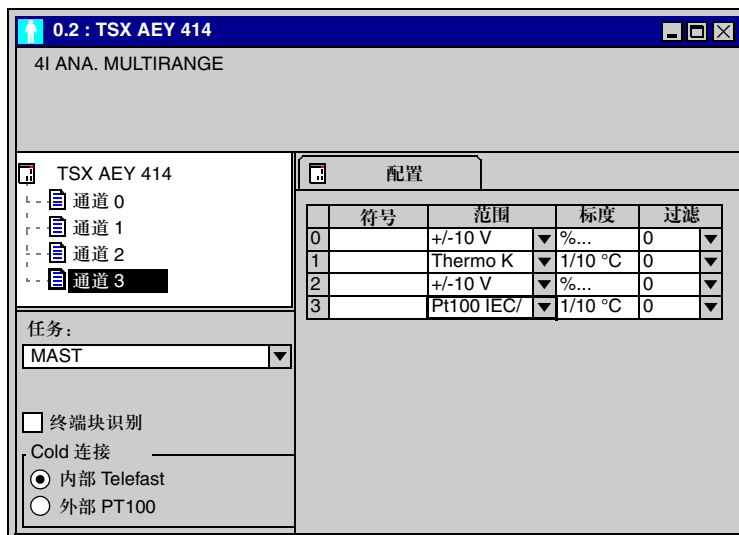 0.2 : TSX AEY 414
4I ANA. MULTIRANGE
TSX AEY 414
通道 0
通道 1
通道 2
通道 3
任务:
MAST
终端块识别
Cold 连接
内部 Telefast
外部 PT100
配置
符号 范围 标度 过滤
0 +/-10 V %... 0
1 Thermo K 1/10 °C 0
2 +/-10 V %... 0
3 Pt100 IEC/ 1/10 °C 0